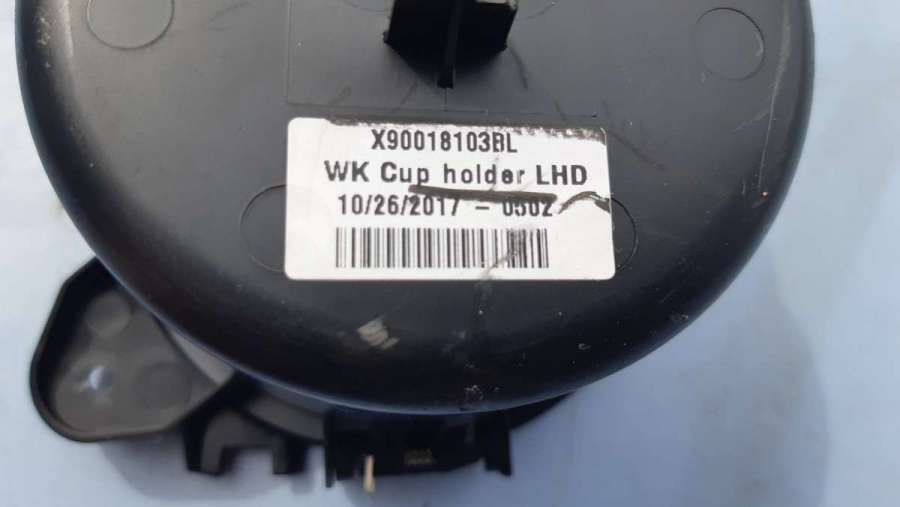 X90018103BL
WK Cup holder LHD
10/26/2017 - 0502